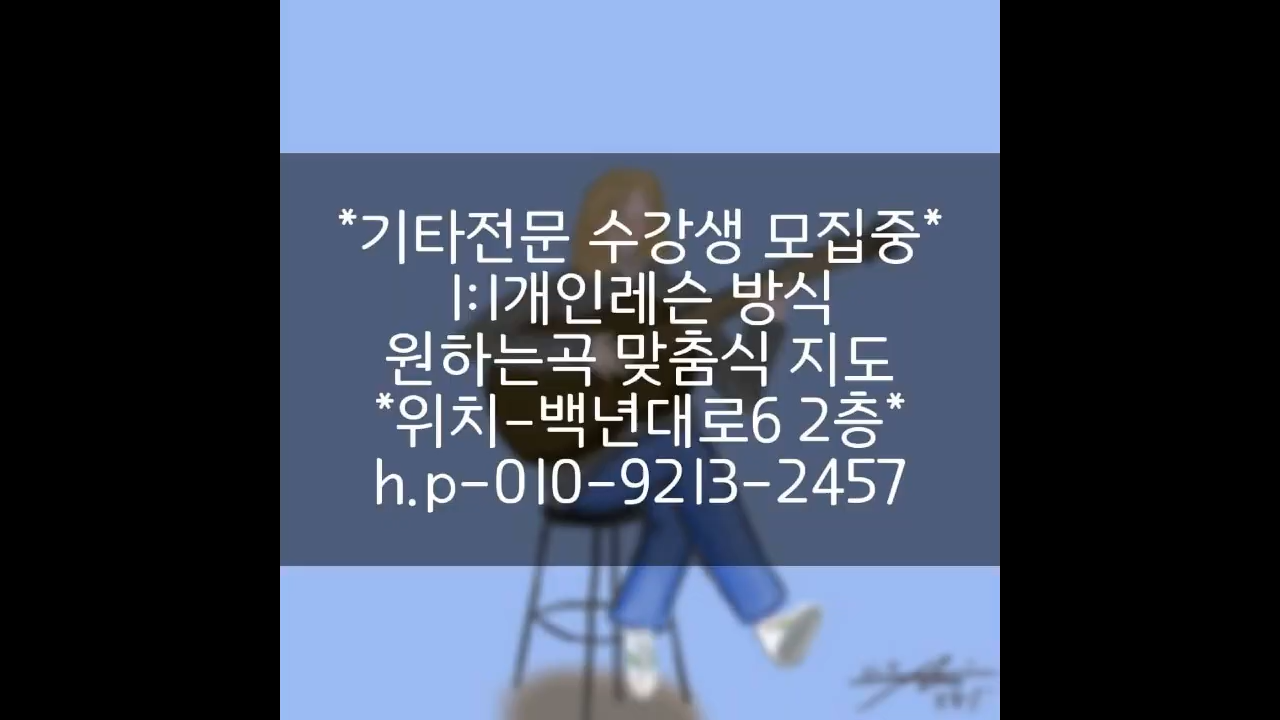 *기타전문 수강생 모집중*
1:1개인레슨 방식
원하는곡 맞춤식 지도
*위치-백년대로6 2층*
h.p-010-9213-2457